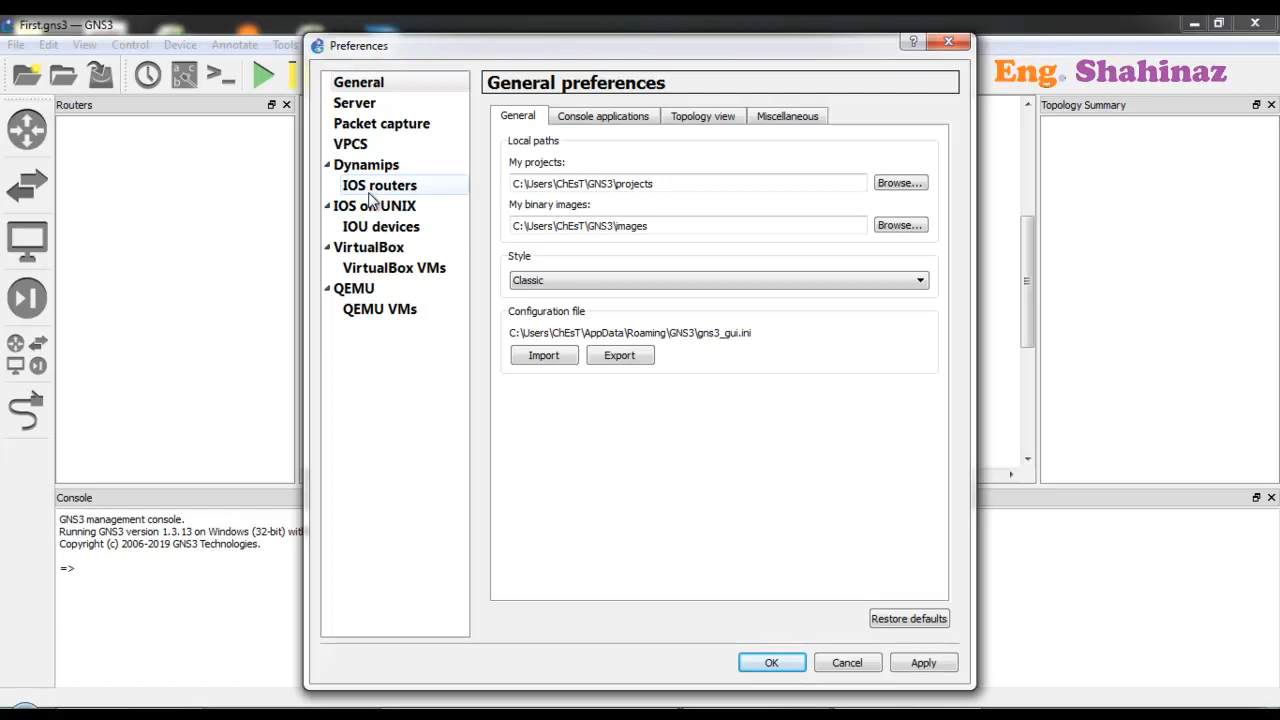 First.gns3 — GNS3
File Edit View Control Device Annotate Tools
Eng. Shahinaz
Routers
Topology Summary
Preferences
General
Server
Packet capture
VPCS
Dynamips
IOS routers
IOS on UNIX
IOU devices
VirtualBox
VirtualBox VMs
QEMU
QEMU VMs
General preferences
General Console applications Topology view Miscellaneous
Local paths
My projects:
C:\Users\ChEsT\GNS3\projects Browse...
My binary images:
C:\Users\ChEsT\GNS3\images Browse...
Style
Classic
Configuration file
C:\Users\ChEsT\AppData\Roaming\GNS3\gns3_gui.ini
Import Export
Restore defaults
OK Cancel Apply
Console
GNS3 management console.
Running GNS3 version 1.3.13 on Windows (32-bit)
Copyright (c) 2006-2019 GNS3 Technologies.
=>